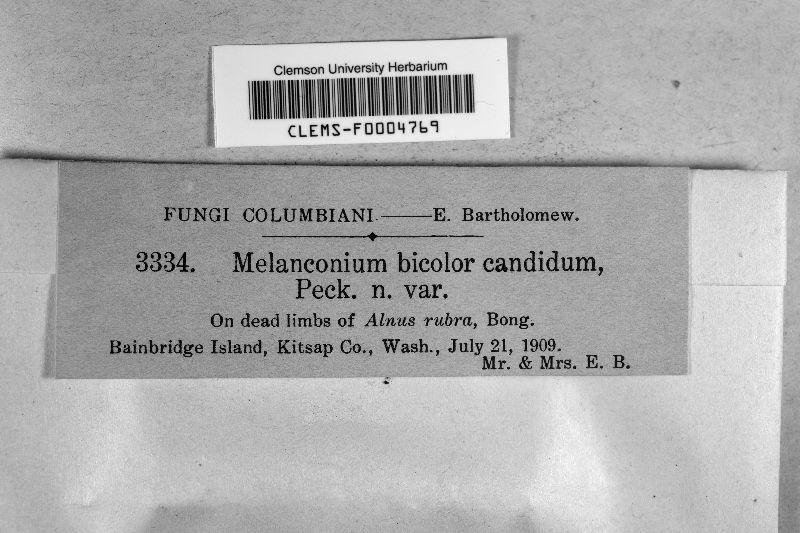 Clemson University Herbarium
CLEMS-F0004769
FUNGI COLUMBIANI.——E. Bartholomew.
3334. Melanconium bicolor candidum,
Peck. n. var.
On dead limbs of Alnus rubra, Bong.
Bainbridge Island, Kitsap Co., Wash., July 21, 1909.
Mr. & Mrs. E. B.